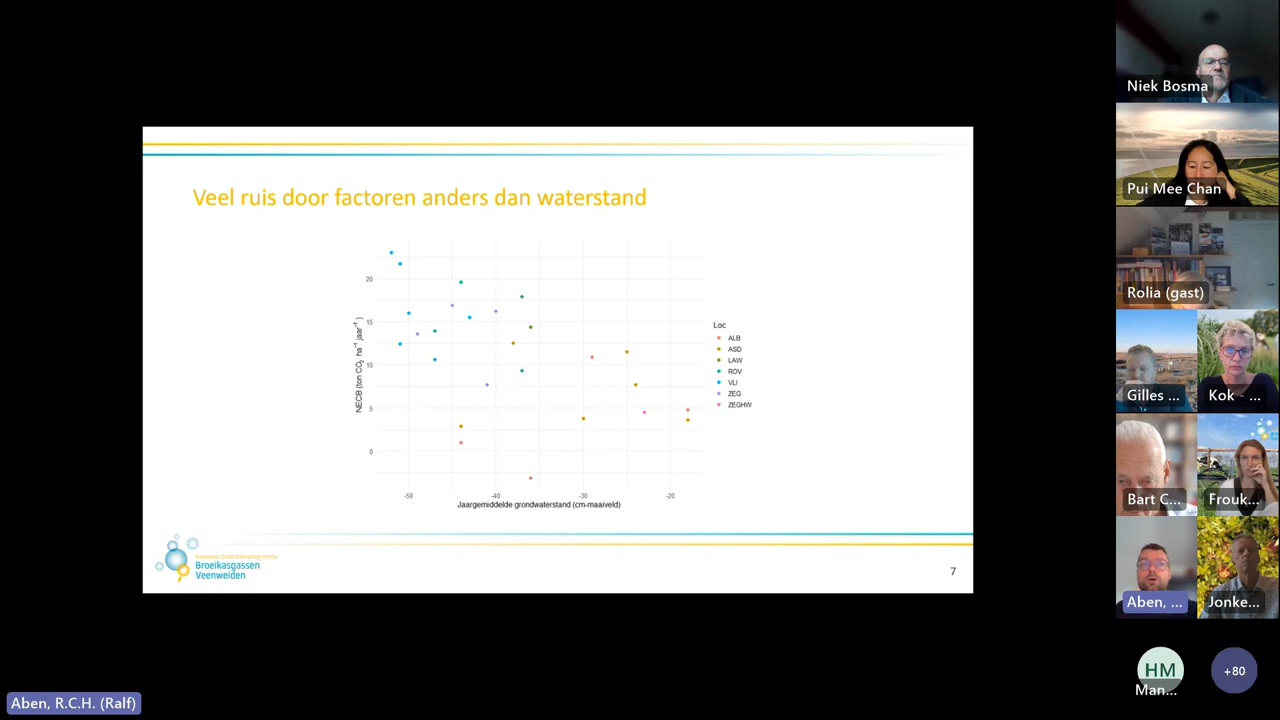 Veel ruis door factoren anders dan waterstand
NECB (ton CO₂ ha⁻¹ jaar⁻¹ )
20
15
10
5
0
-50
-40
-30
-20
Jaargemiddelde grondwaterstand (cm-maaiveld)
Loc
ALB
ASD
LAW
ROV
VLI
ZEG
ZEGHW
Nationaal Onderzoeksprogramma
Broeikasgassen
Veenweiden
7
Niek Bosma
Pui Mee Chan
Rolia (gast)
Gilles ...
Kok - ...
Bart C...
Frouk...
Aben, ...
Jonke...
HM
Man...
+80
Aben, R.C.H. (Ralf)